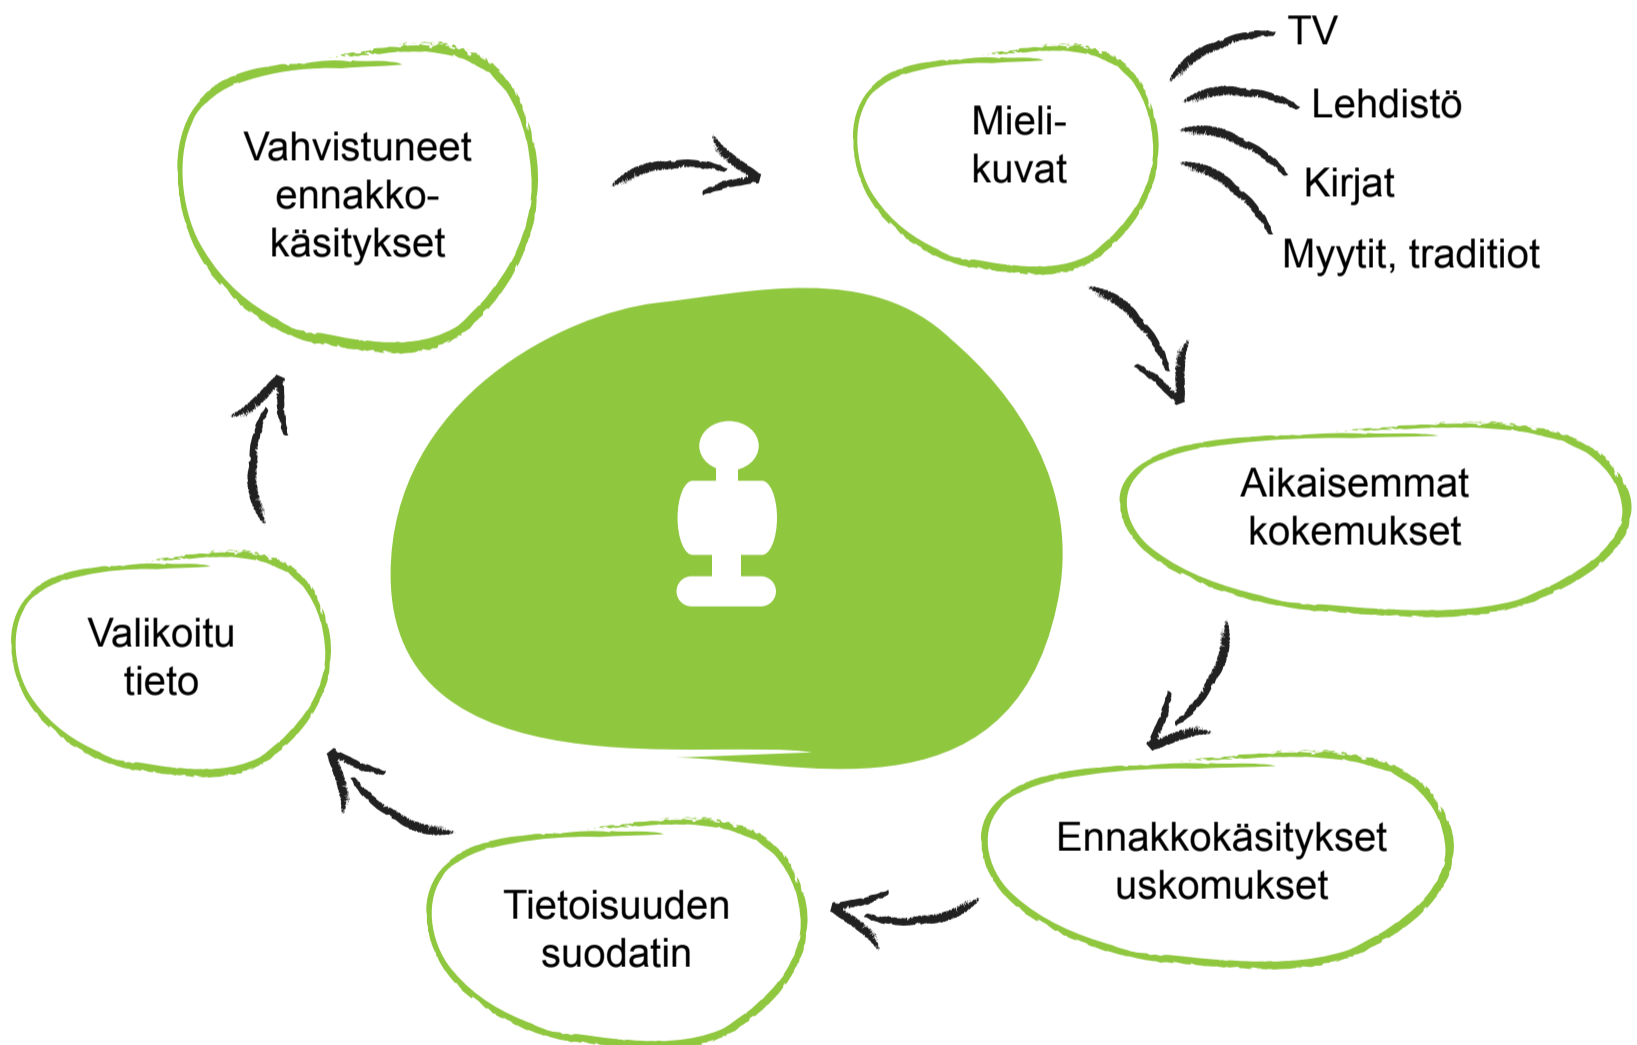 Vahvistuneet
ennakko-
käsitykset
Mieli-
kuvat
TV
Lehdistö
Kirjat
Myytit, traditiot
Aikaisemmat
kokemukset
Ennakkokäsitykset
uskomukset
Tietoisuuden
suodatin
Valikoitu
tieto